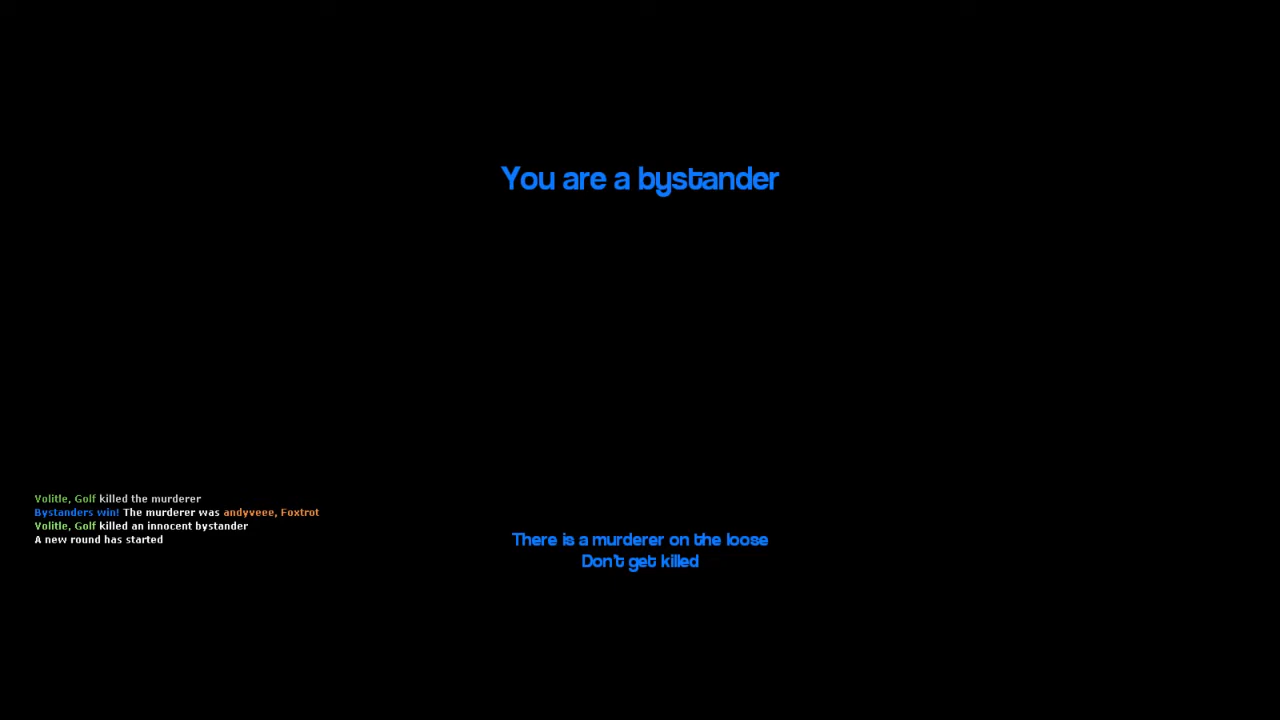 You are a bystander
Volitle, Golf killed the murderer
Bystanders win! The murderer was andyveee, Foxtrot
Volitle, Golf killed an innocent bystander
A new round has started
There is a murderer on the loose
Don't get killed